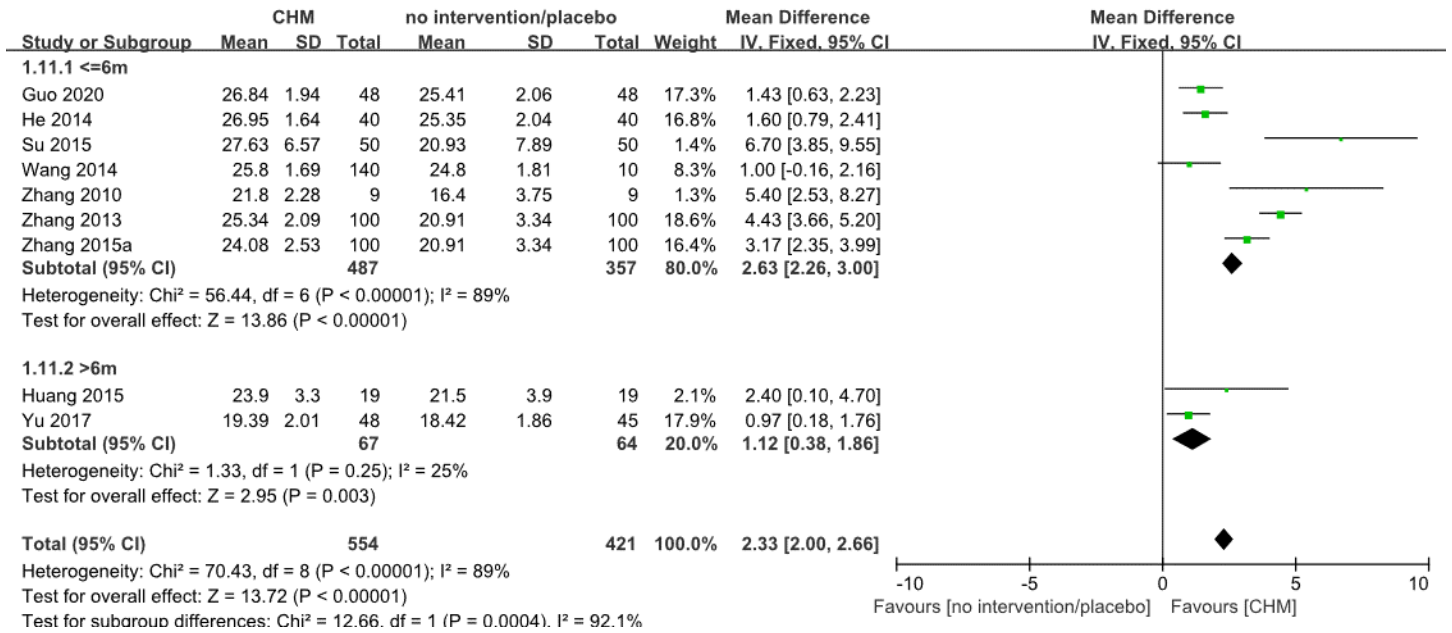 CHM no intervention/placebo Mean Difference Mean Difference
Study or Subgroup Mean SD Total Mean SD Total Weight IV, Fixed, 95% CI IV, Fixed, 95% CI
1.11.1 <=6m
Guo 2020 26.84 1.94 48 25.41 2.06 48 17.3% 1.43 [0.63, 2.23]
He 2014 26.95 1.64 40 25.35 2.04 40 16.8% 1.60 [0.79, 2.41]
Su 2015 27.63 6.57 50 20.93 7.89 50 1.4% 6.70 [3.85, 9.55]
Wang 2014 25.8 1.69 140 24.8 1.81 10 8.3% 1.00 [-0.16, 2.16]
Zhang 2010 21.8 2.28 9 16.4 3.75 9 1.3% 5.40 [2.53, 8.27]
Zhang 2013 25.34 2.09 100 20.91 3.34 100 18.6% 4.43 [3.66, 5.20]
Zhang 2015a 24.08 2.53 100 20.91 3.34 100 16.4% 3.17 [2.35, 3.99]
Subtotal (95% CI) 487 357 80.0% 2.63 [2.26, 3.00]
Heterogeneity: Chi² = 56.44, df = 6 (P < 0.00001); I² = 89%
Test for overall effect: Z = 13.86 (P < 0.00001)
1.11.2 >6m
Huang 2015 23.9 3.3 19 21.5 3.9 19 2.1% 2.40 [0.10, 4.70]
Yu 2017 19.39 2.01 48 18.42 1.86 45 17.9% 0.97 [0.18, 1.76]
Subtotal (95% CI) 67 64 20.0% 1.12 [0.38, 1.86]
Heterogeneity: Chi² = 1.33, df = 1 (P = 0.25); I² = 25%
Test for overall effect: Z = 2.95 (P = 0.003)
Total (95% CI) 554 421 100.0% 2.33 [2.00, 2.66]
Heterogeneity: Chi² = 70.43, df = 8 (P < 0.00001); I² = 89%
Test for overall effect: Z = 13.72 (P < 0.00001)
Test for subgroup differences: Chi² = 12.66, df = 1 (P = 0.0004), I² = 92.1%
-10 -5 0 5 10
Favours [no intervention/placebo] Favours [CHM]